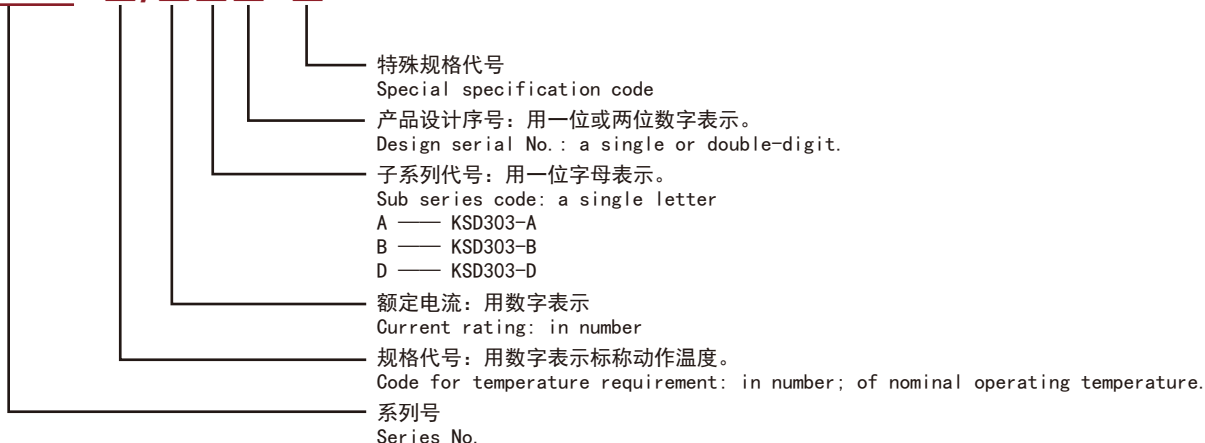 特殊规格代号
Special specification code
产品设计序号：用一位或两位数字表示。
Design serial No.: a single or double-digit.
子系列代号：用一位字母表示。
Sub series code: a single letter
A —— KSD303-A
B —— KSD303-B
D —— KSD303-D
额定电流：用数字表示
Current rating: in number
规格代号：用数字表示标称动作温度。
Code for temperature requirement: in number; of nominal operating temperature.
系列号
Series No.